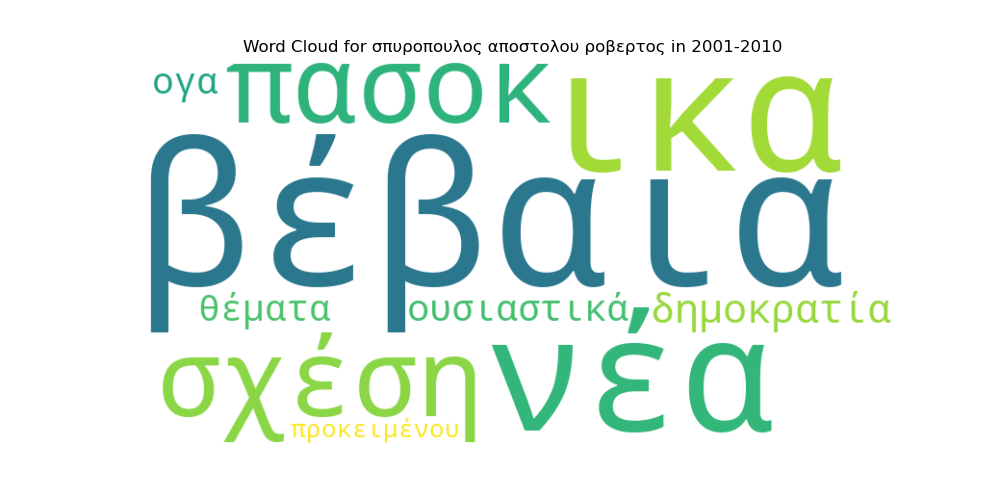 Word Cloud for σπυροπουλος αποστολου ροβερτος in 2001-2010
ογα πασοκ ικα
βέβαια
θέματα ουσιαστικά δημοκρατία
σχέση νέα
προκειμένου